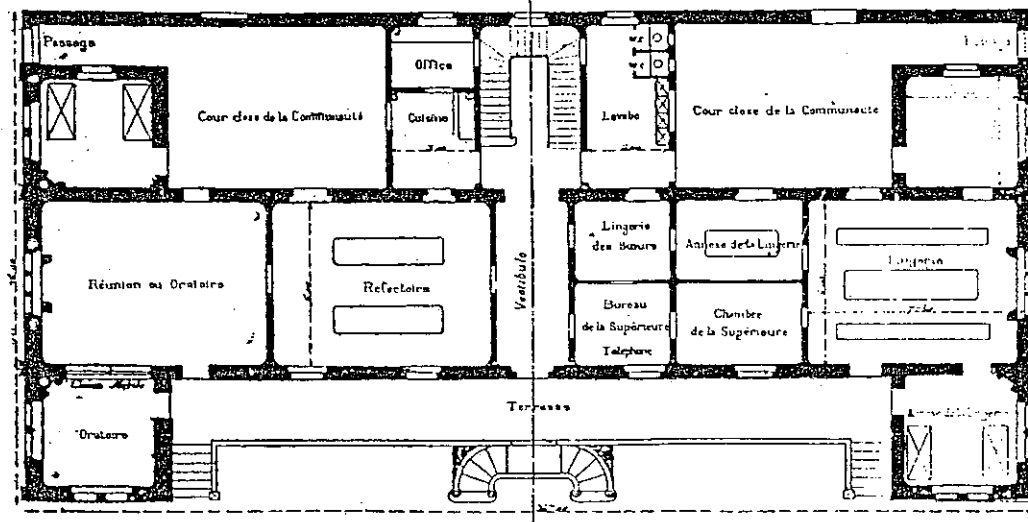 Passage
Office
Cour close de la Communauté
Cuisine
Lavabo
Cour close de la Communauté
Réunion ou Oratoire
Réfectoire
Vestibule
Lingerie
des Sœurs
Annexe de la Lingerie
Lingerie
Bureau
de la Supérieure
Téléphone
Chambre
de la Supérieure
Terrasse
Oratoire
Annexe de la Lingerie